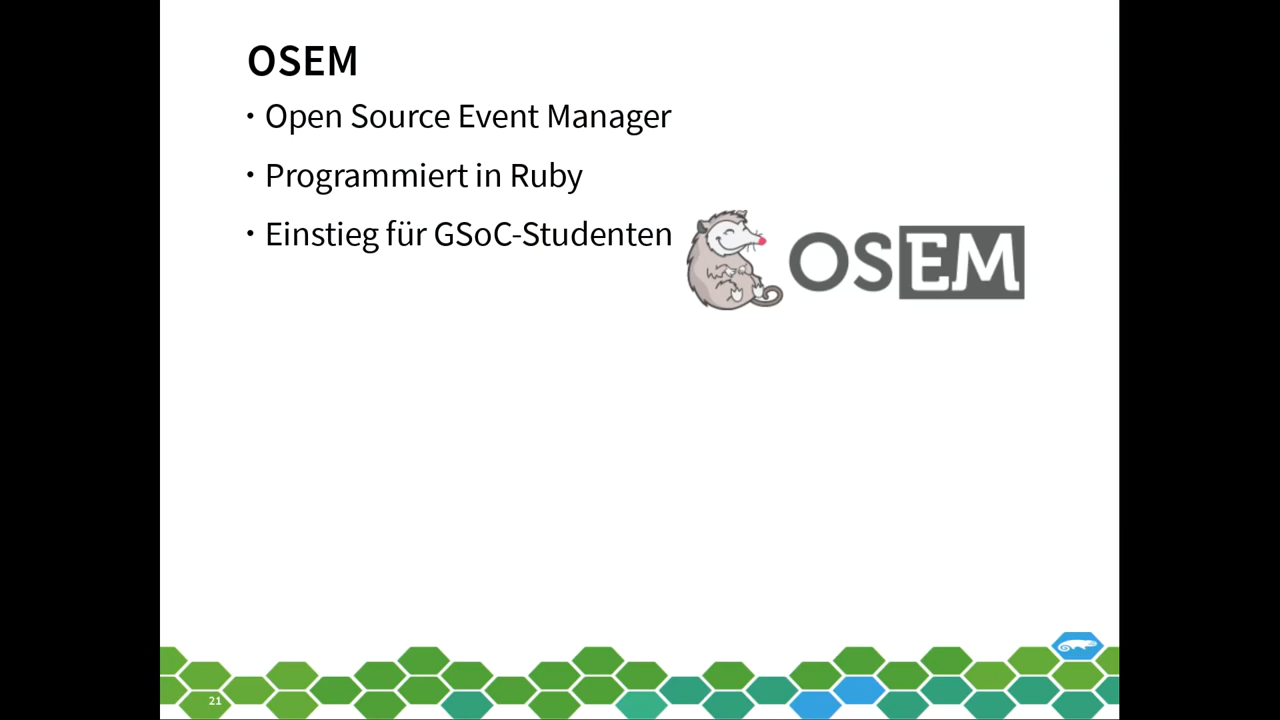 OSEM
• Open Source Event Manager
• Programmiert in Ruby
• Einstieg für GSoC-Studenten
OSEM
21